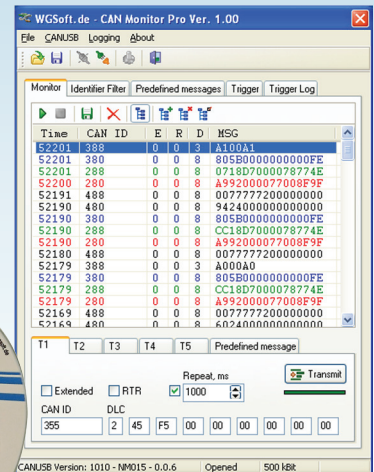 WGSoft.de - CAN Monitor Pro Ver. 1.00
File CANUSB Logging About
Monitor Identifier Filter Predefined messages Trigger Trigger Log
Time CAN ID E R D MSG
52201 388 0 0 3 A100A1
52201 380 0 0 8 805B0000000000FE
52201 288 0 0 8 0718D7000078774E
52200 280 0 0 8 A992000077008F9F
52191 488 0 0 8 0077777200000000
52190 480 0 0 8 9424000000000000
52190 380 0 0 8 805B0000000000FE
52190 288 0 0 8 CC18D7000078774E
52190 280 0 0 8 A992000077008F9F
52180 488 0 0 8 0077777200000000
52179 388 0 0 3 A000A0
52179 380 0 0 8 805B0000000000FE
52179 288 0 0 8 CC18D7000078774E
52179 280 0 0 8 A992000077008F9F
52169 488 0 0 8 0077777200000000
52169 480 0 0 8 6024000000000000
T1 T2 T3 T4 T5 Predefined message
Repeat, ms
Transmit
Extended RTR 1000
CAN ID DLC
355 2 45 F5 00 00 00 00 00 00
CANUSB Version: 1010 - NM015 - 0.0.6 Opened 500 kBit